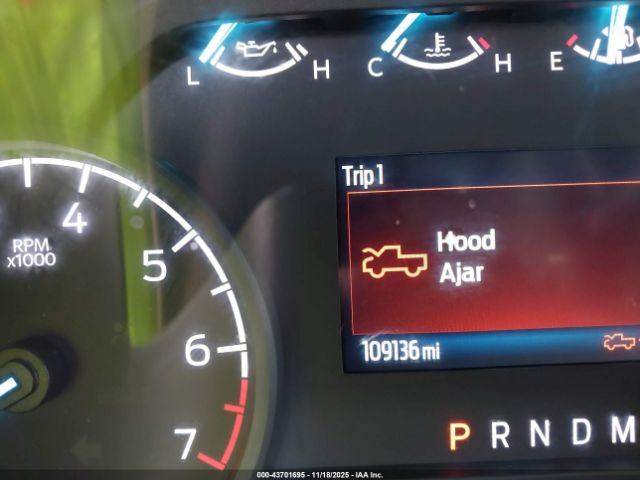 L H C H E
Trip 1
4
RPM
x1000
5
Hood
Ajar
6
109136 mi
7
P R N D M
000-43701695 - 11/18/2025 - IAA Inc.